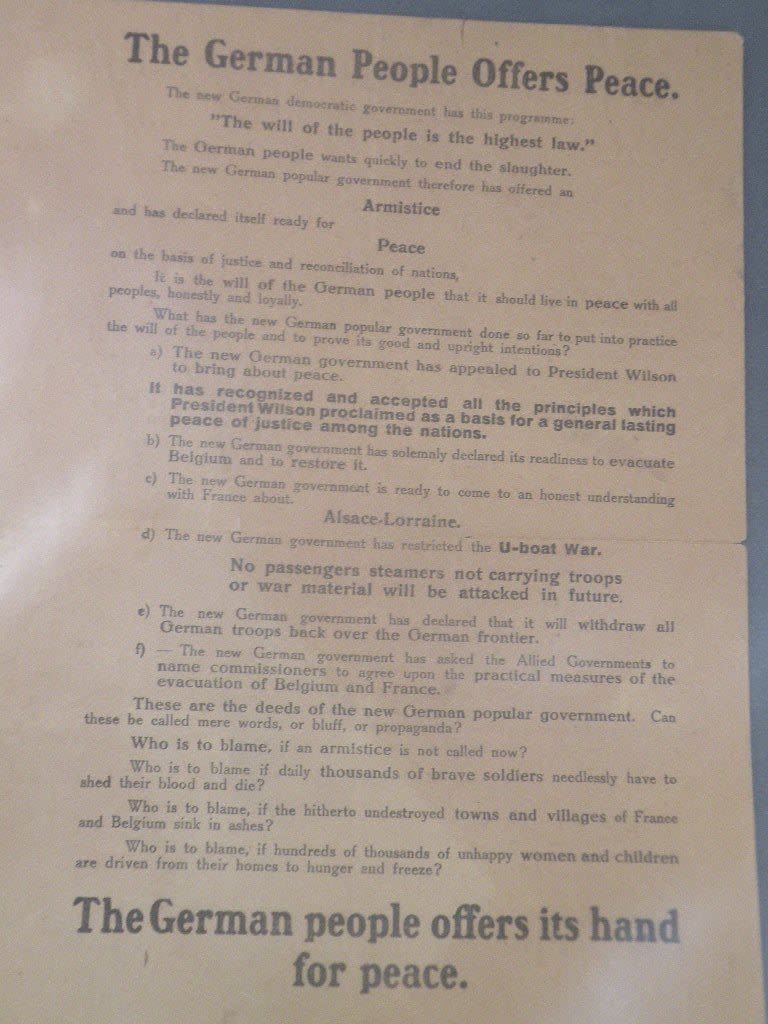 The German People Offers Peace.
The new German democratic government has this programme:
"The will of the people is the highest law."
The German people wants quickly to end the slaughter.
The new German popular government therefore has offered an
Armistice
and has declared itself ready for
Peace
on the basis of justice and reconciliation of nations,
It is the will of the German people that it should live in peace with all
peoples, honestly and loyally.
What has the new German popular government done so far to put into practice
the will of the people and to prove its good and upright intentions?
a) The new German government has appealed to President Wilson
to bring about peace.
It has recognized and accepted all the principles which
President Wilson proclaimed as a basis for a general lasting
peace of justice among the nations.
b) The new German government has solemnly declared its readiness to evacuate
Belgium and to restore it.
c) The new German government is ready to come to an honest understanding
with France about.
Alsace-Lorraine.
d) The new German government has restricted the U-boat War.
No passengers steamers not carrying troops
or war material will be attacked in future.
e) The new German government has declared that it will withdraw all
German troops back over the German frontier.
f) — The new German government has asked the Allied Governments to
name commissioners to agree upon the practical measures of the
evacuation of Belgium and France.
These are the deeds of the new German popular government. Can
these be called mere words, or bluff, or propaganda?
Who is to blame, if an armistice is not called now?
Who is to blame if daily thousands of brave soldiers needlessly have to
shed their blood and die?
Who is to blame, if the hitherto undestroyed towns and villages of France
and Belgium sink in ashes?
Who is to blame, if hundreds of thousands of unhappy women and children
are driven from their homes to hunger and freeze?
The German people offers its hand
for peace.